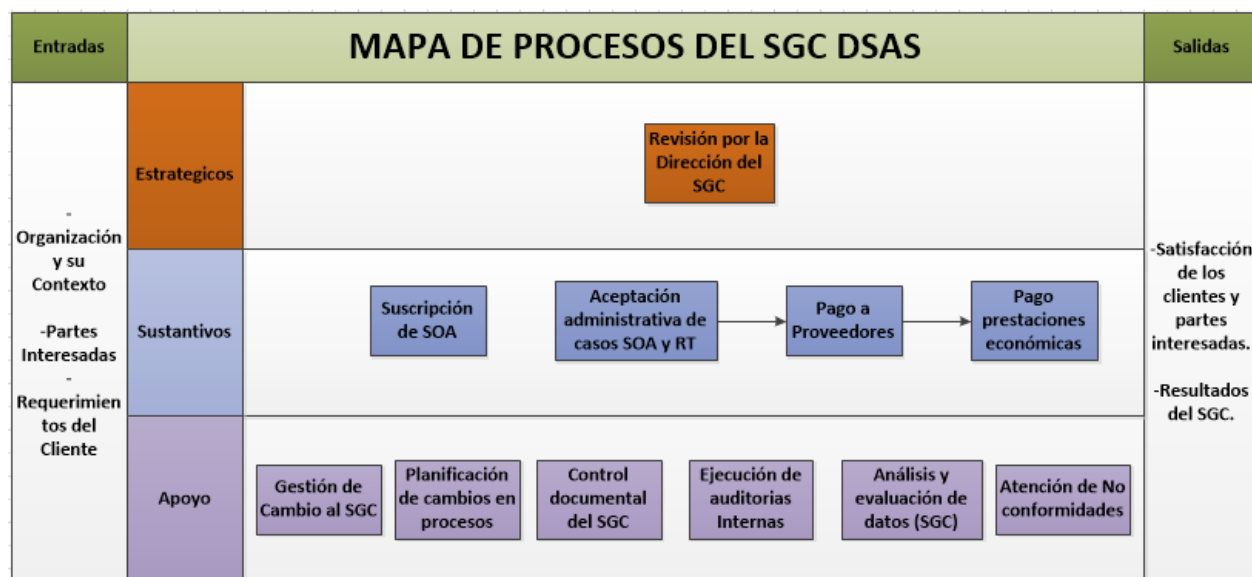 Entradas
MAPA DE PROCESOS DEL SGC DSAS
Salidas
-
Organización
y su
Contexto
-Partes
Interesadas
-
Requerimien
tos del
Cliente
Estrategicos
Revisión por la
Dirección del
SGC
Sustantivos
Suscripción
de SOA
Aceptación
administrativa de
casos SOA y RT
Pago a
Proveedores
Pago
prestaciones
económicas
Apoyo
Gestión de
Cambio al SGC
Planificación
de cambios en
procesos
Control
documental
del SGC
Ejecución de
auditorias
Internas
Análisis y
evaluación de
datos (SGC)
Atención de No
conformidades
-Satisfacción
de los
clientes y
partes
interesadas.
-Resultados
del SGC.